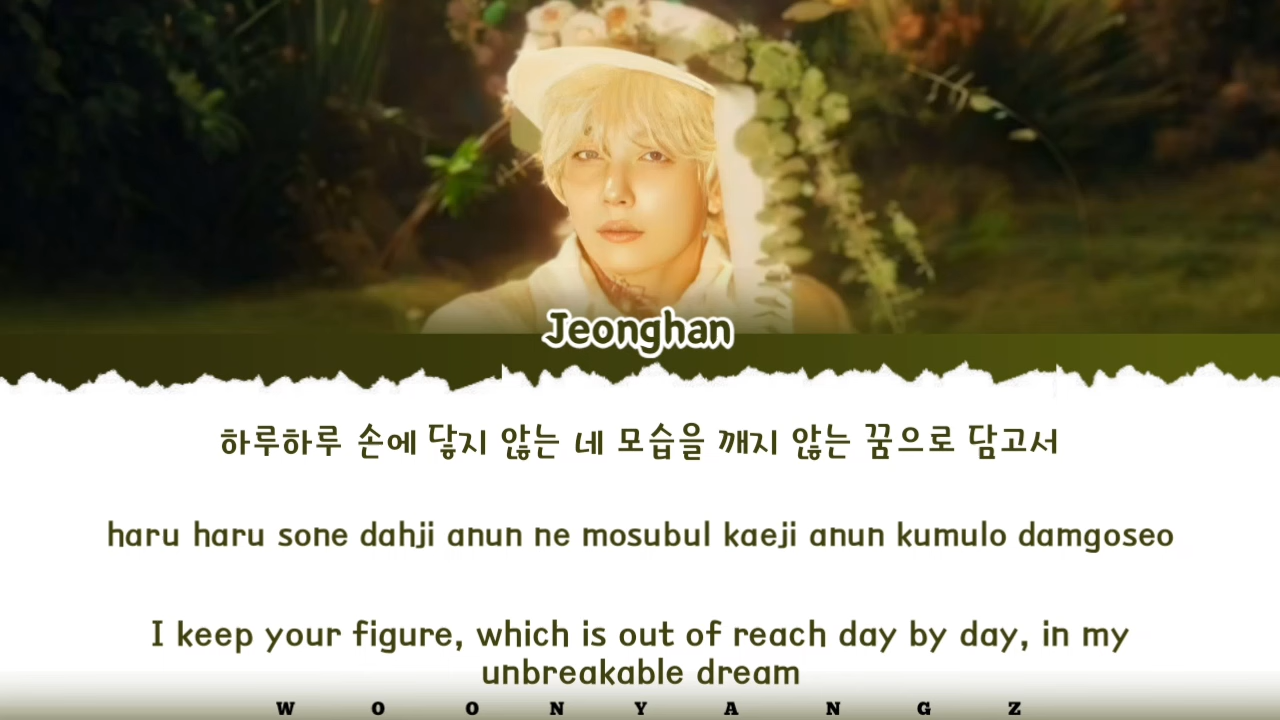 Jeonghan
하루하루 손에 닿지 않는 네 모습을 깨지 않는 꿈으로 담고서
haru haru sone dahji anun ne mosubul kaeji anun kumulo damgoseo
I keep your figure, which is out of reach day by day, in my
unbreakable dream
W O O N Y A N G Z